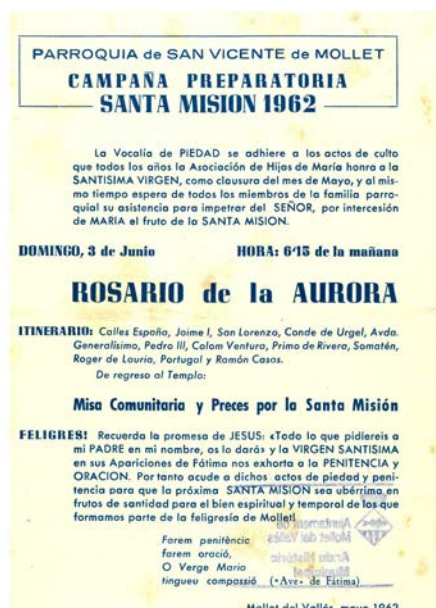 PARROQUIA de SAN VICENTE de MOLLET
CAMPAÑA PREPARATORIA
SANTA MISION 1962
La Vocalía de PIEDAD se adhiere a los actos de culto
que todos los años la Asociación de Hijas de María honra a la
SANTISIMA VIRGEN, como clausura del mes de Mayo, y al mis-
mo tiempo espera de todos los miembros de la familia parro-
quial su asistencia para impetrar del SEÑOR, por intercesión
de MARIA el fruto de la SANTA MISION.
DOMINGO, 3 de Junio HORA: 6'15 de la mañana
ROSARIO de la AURORA
ITINERARIO: Calles España, Jaime I, San Lorenzo, Conde de Urgel, Avda.
Generalísimo, Pedro III, Colom Ventura, Primo de Rivera, Somatén,
Roger de Lauria, Portugal y Ramón Casas.
De regreso al Templo:
Misa Comunitaria y Preces por la Santa Misión
FELIGRES! Recuerda la promesa de JESUS: «Todo lo que pidiereis a
mi PADRE en mi nombre, os lo dará» y la VIRGEN SANTISIMA
en sus Apariciones de Fátima nos exhorta a la PENITENCIA y
ORACION. Por tanto acude a dichos actos de piedad y peni-
tencia para que la próxima SANTA MISION sea ubérrima en
frutos de santidad para el bien espiritual y temporal de los que
formamos parte de la feligresía de Mollet!
Ajuntament de
Mollet del Vallès
Arxiu Històric
Municipal
Farem penitència
farem oració,
O Verge Maria
tingueu compassió («Ave» de Fátima)
Mollet del Vallés, mayo 1962